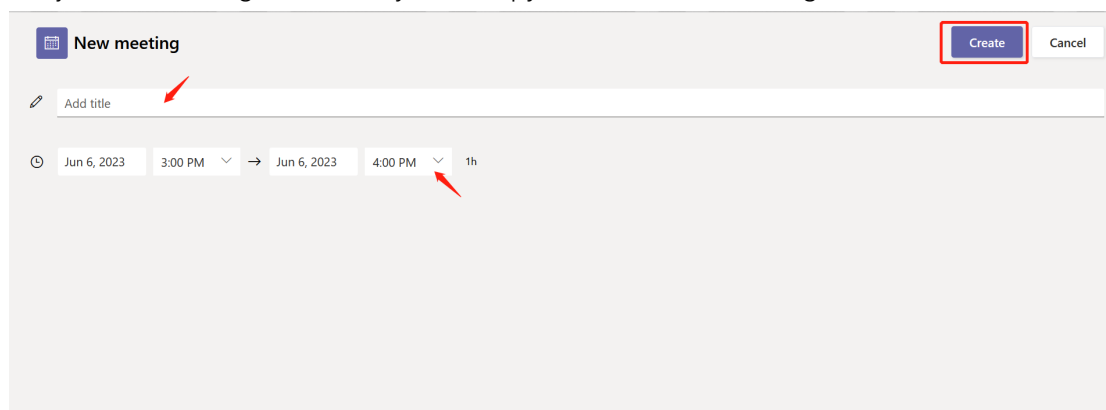 New meeting
Create
Cancel
Add title
Jun 6, 2023 3:00 PM → Jun 6, 2023 4:00 PM 1h